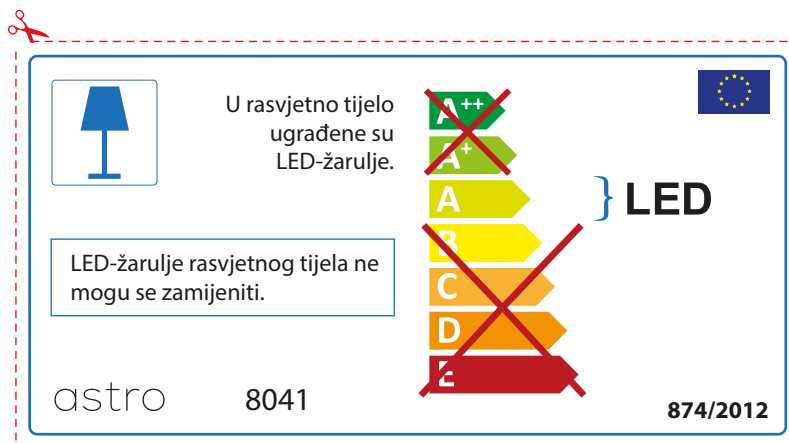 U rasvjetno tijelo
ugrađene su
LED-žarulje.
LED-žarulje rasvjetnog tijela ne
mogu se zamijeniti.
A++
A+
A
B
C
D
E
LED
astro
8041
874/2012